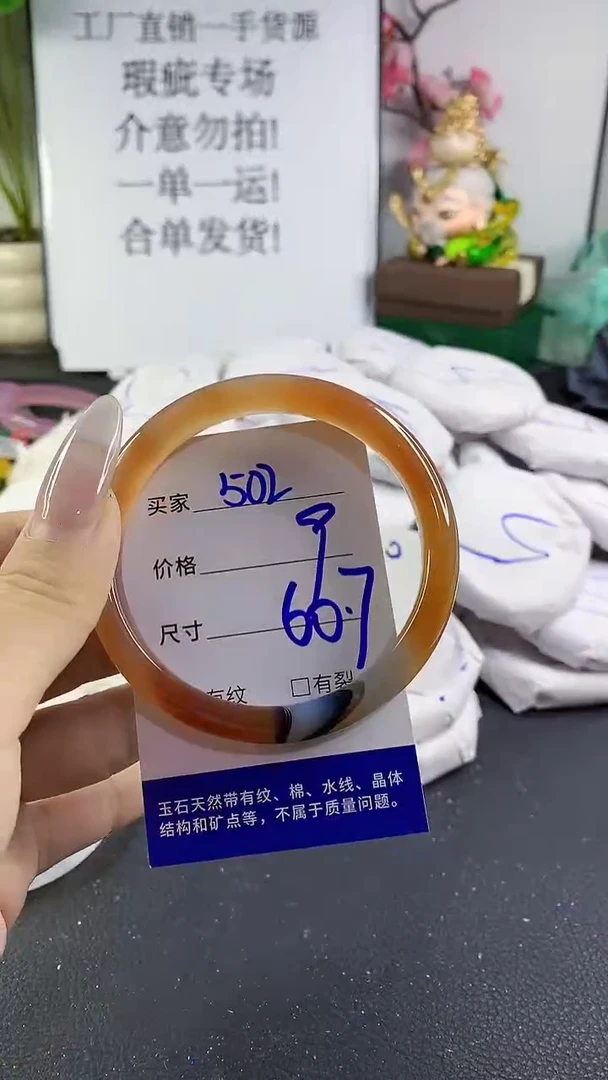 工厂直销一手货源
瑕疵专场
介意勿拍!
一单一运!
合单发货!
买家 502
价格
尺寸 60.7
有纹 □有裂
玉石天然带有纹、棉、水线、晶体
结构和矿点等，不属于质量问题。